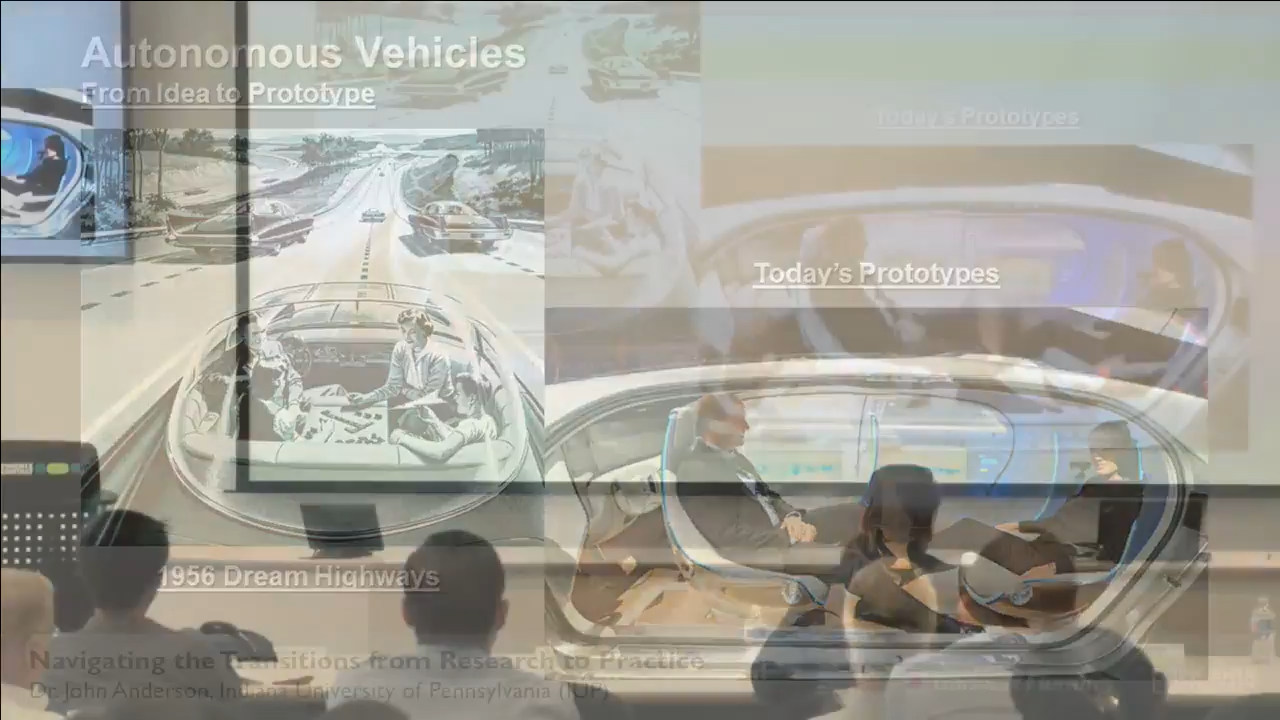 Autonomous Vehicles
From Idea to Prototype
Today's Prototypes
Today's Prototypes
1956 Dream Highways
Navigating the Transitions from Research to Practice
Dr. John Anderson, Indiana University of Pennsylvania (IUP)